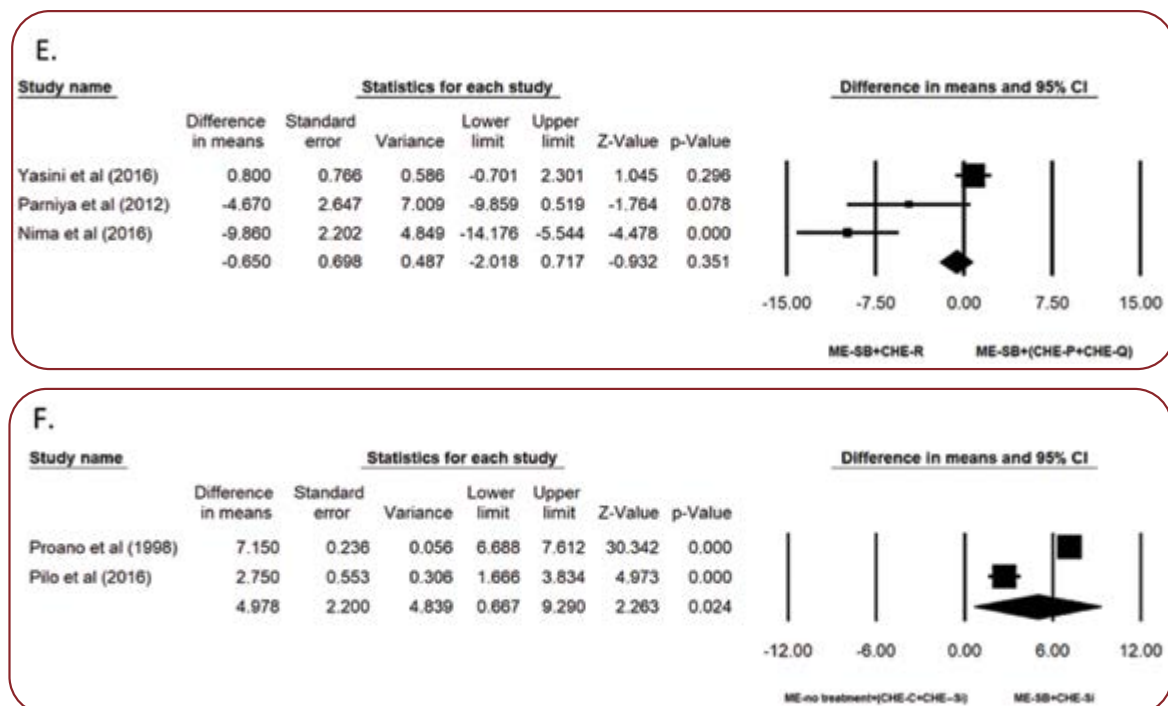 E.
Study name Statistics for each study Difference in means and 95% CI
Difference Standard Lower Upper
in means error Variance limit limit Z-Value p-Value
Yasini et al (2016) 0.800 0.766 0.586 -0.701 2.301 1.045 0.296
Parniya et al (2012) -4.670 2.647 7.009 -9.859 0.519 -1.764 0.078
Nima et al (2016) -9.860 2.202 4.849 -14.176 -5.544 -4.478 0.000
-0.650 0.698 0.487 -2.018 0.717 -0.932 0.351
-15.00 -7.50 0.00 7.50 15.00
ME-SB+CHE-R ME-SB+(CHE-P+CHE-Q)
F.
Study name Statistics for each study Difference in means and 95% CI
Difference Standard Lower Upper
in means error Variance limit limit Z-Value p-Value
Proano et al (1998) 7.150 0.236 0.056 6.688 7.612 30.342 0.000
Pilo et al (2016) 2.750 0.553 0.306 1.666 3.834 4.973 0.000
4.978 2.200 4.839 0.667 9.290 2.263 0.024
-12.00 -6.00 0.00 6.00 12.00
ME-no treatment+(CHE-C+CHE-Si) ME-SB+CHE-Si